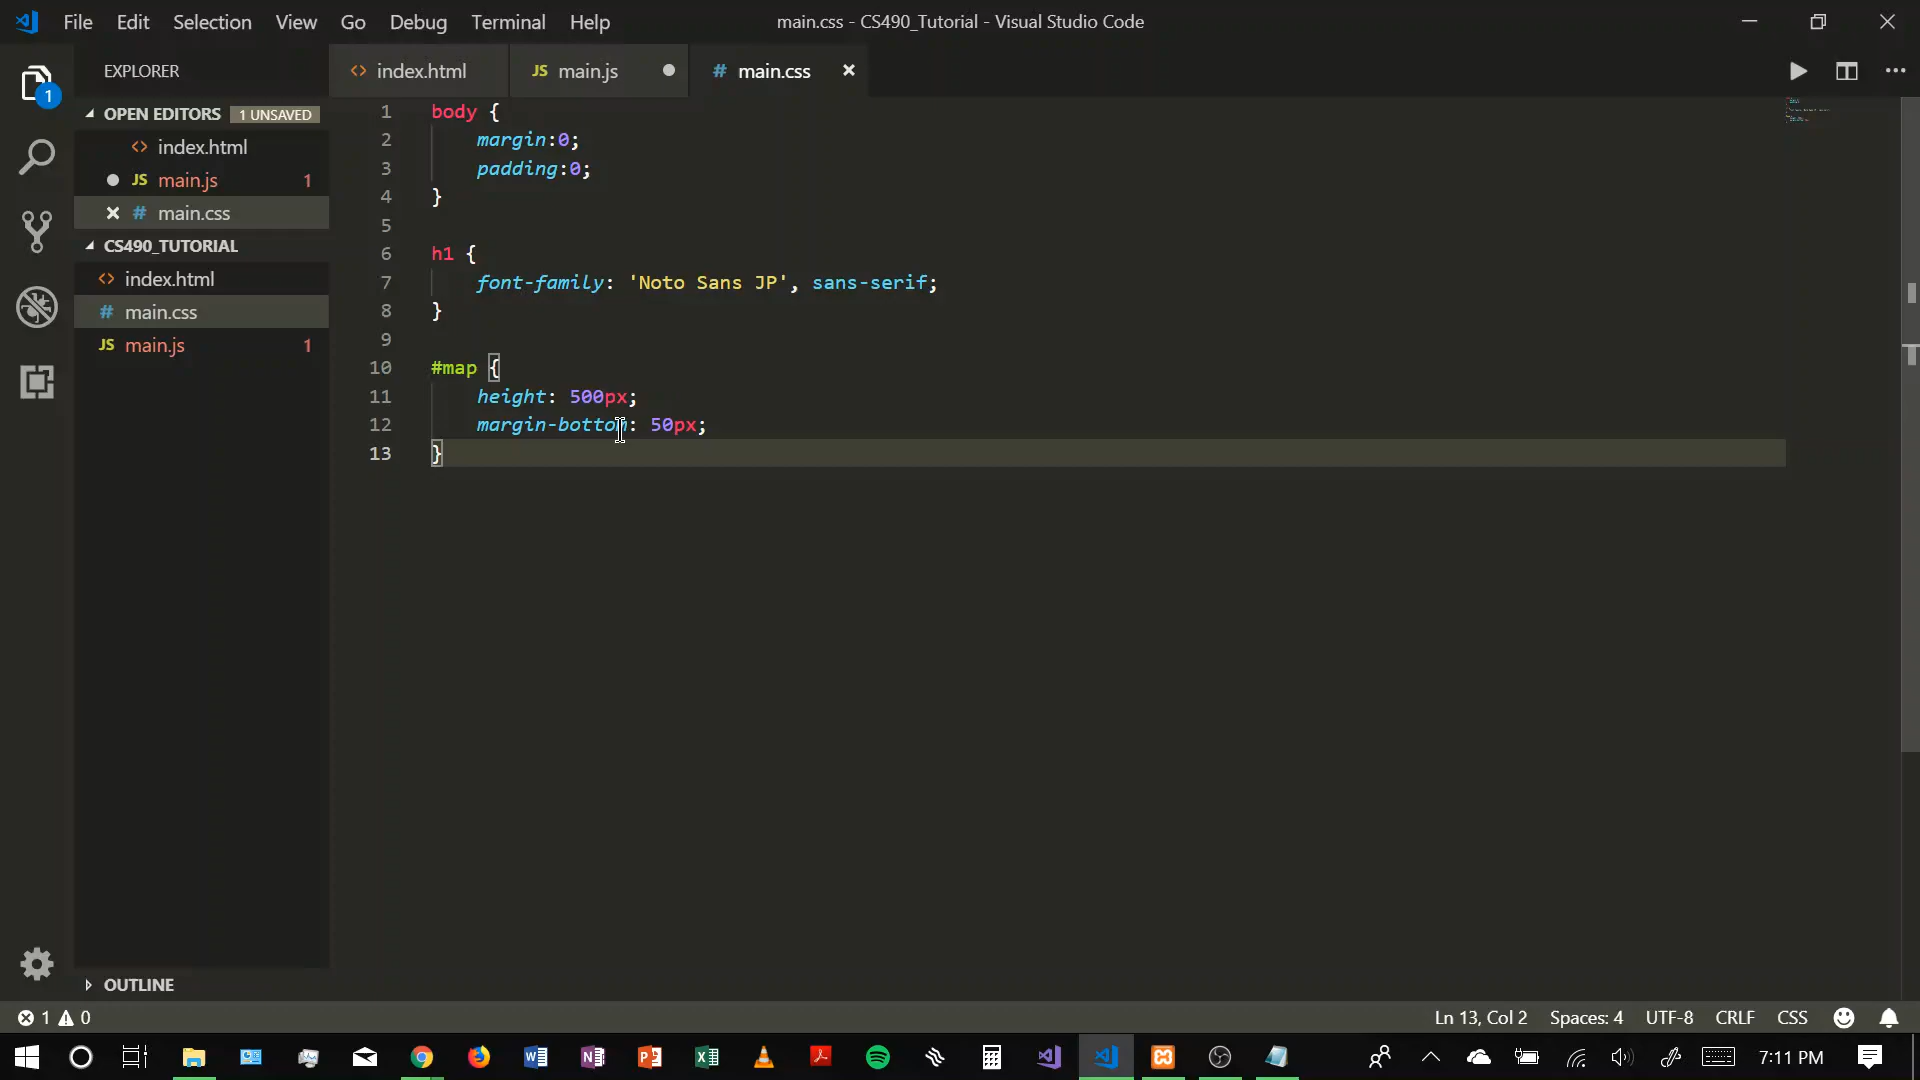 File Edit Selection View Go Debug Terminal Help
main.css - CS490_Tutorial - Visual Studio Code
EXPLORER
OPEN EDITORS 1 UNSAVED
index.html
JS main.js 1
# main.css
CS490_TUTORIAL
index.html
# main.css
JS main.js 1
OUTLINE
1
index.html
JS main.js
# main.css
1 body {
2 margin:0;
3 padding:0;
4 }
5
6 h1 {
7 font-family: 'Noto Sans JP', sans-serif;
8 }
9
10 #map {
11 height: 500px;
12 margin-bottom: 50px;
13 }
1 0
Ln 13, Col 2 Spaces: 4 UTF-8 CRLF CSS
7:11 PM